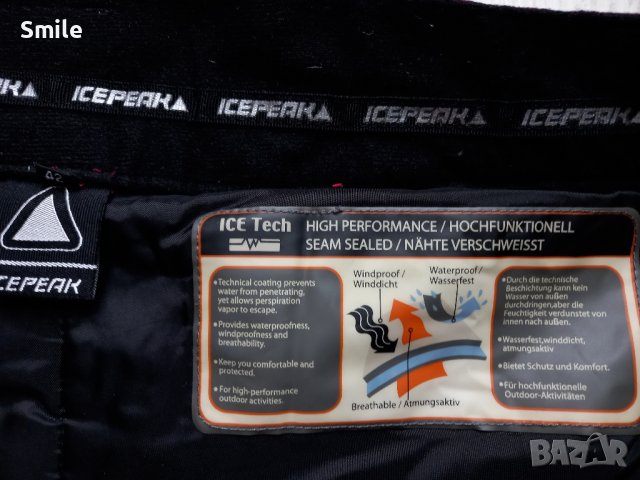 Smile
ICEPEAK ICEPEAK ICEPEAK ICEPEAK
42
CEPEAK
ICE Tech
HIGH PERFORMANCE / HOCHFUNKTIONELL
SEAM SEALED / NÄHTE VERSCHWEISST
•Technical coating prevents
water from penetrating,
yet allows perspiration
vapor to escape.
•Provides waterproofness,
windproofness and
breathability.
•Keep you comfortable and
protected.
•For high-performance
outdoor activities.
Windproof /
Winddicht
Waterproof /
Wasserfest
Breathable / Atmungsaktiv
•Durch die technische
Beschichtung kann kein
Wasser von außen
durchdringen,aber die
Feuchtigkeit verdunstet von
innen nach außen.
•Wasserfest,winddicht,
atmungsaktiv
•Bietet Schutz und Komfort.
•Für hochfunktionelle
Outdoor-Aktivitäten
BAZAR